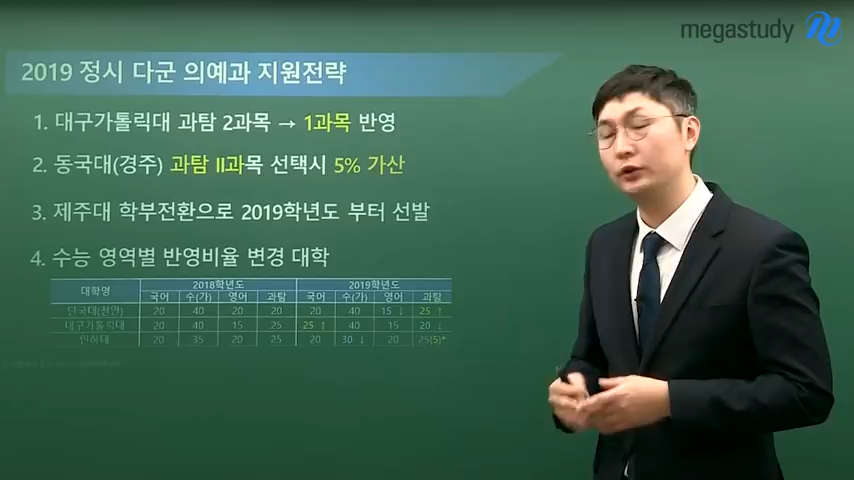 megastudy
2019 정시 다군 의예과 지원전략
1. 대구가톨릭대 과탐 2과목 → 1과목 반영
2. 동국대(경주) 과탐 II과목 선택시 5% 가산
3. 제주대 학부전환으로 2019학년도 부터 선발
4. 수능 영역별 반영비율 변경 대학
대학명 2018학년도 2019학년도
국어 수(가) 영어 과탐 국어 수(가) 영어 과탐
단국대(천안) 20 40 20 20 20 40 15 ↓ 25 ↑
대구가톨릭대 20 40 15 25 25 ↑ 40 15 20 ↓
인하대 20 35 20 25 20 30 ↓ 20 25(5)*